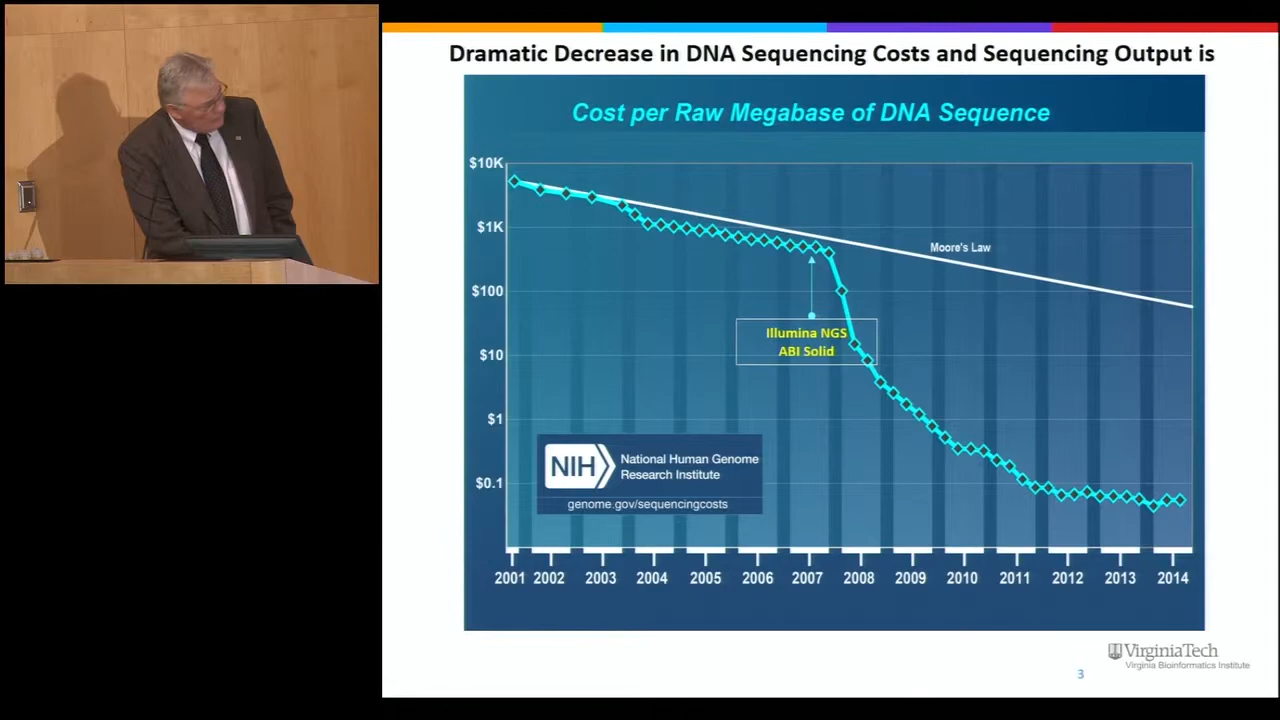 Dramatic Decrease in DNA Sequencing Costs and Sequencing Output is
Cost per Raw Megabase of DNA Sequence
$10K
$1K
Moore's Law
$100
Illumina NGS
ABI Solid
$10
$1
NIH
National Human Genome
Research Institute
$0.1
genome.gov/sequencingcosts
2001 2002 2003 2004 2005 2006 2007 2008 2009 2010 2011 2012 2013 2014
VirginiaTech
Virginia Bioinformatics Institute
3